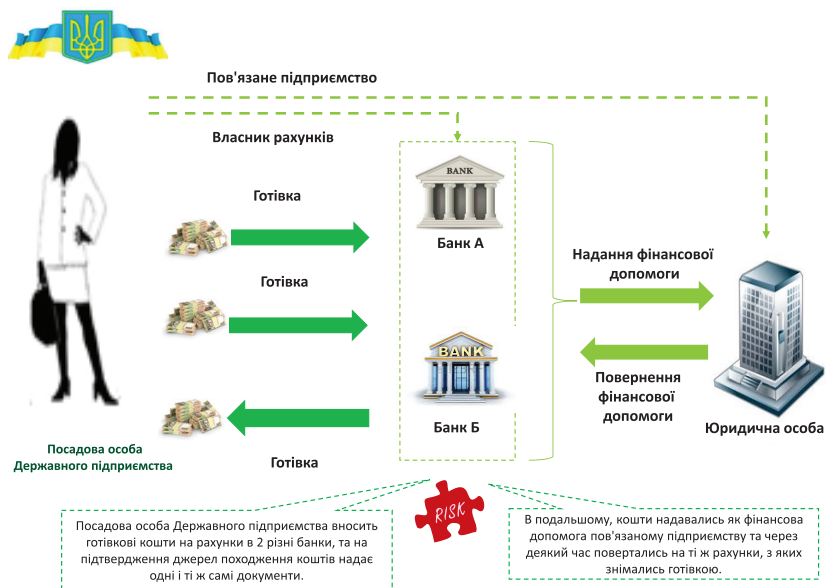 Пов'язане підприємство
Власник рахунків
Готівка
BANK
Банк А
Готівка
Надання фінансової
допомоги
BANK
Банк Б
Повернення
фінансової
допомоги
Юридична особа
Посадова особа
Державного підприємства
Готівка
RISK
Посадова особа Державного підприємства вносить
готівкові кошти на рахунки в 2 різні банки, та на
підтвердження джерел походження коштів надає
одні і ті ж самі документи.
В подальшому, кошти надавались як фінансова
допомога пов'язаному підприємству та через
деякий час повертались на ті ж рахунки, з яких
знімались готівкою.